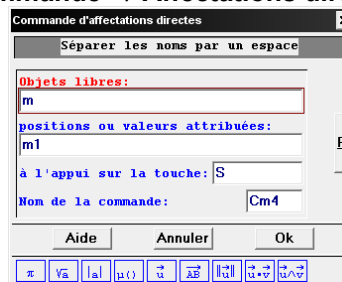 Commande d'affectations directes
Séparer les noms par un espace
Objets libres:
m
positions ou valeurs attribuées:
m1
à l'appui sur la touche: S
Nom de la commande: Cm4
Aide Annuler Ok
π √a |a| μ() u⃗ AB⃗ ||u⃗|| u⃗•v⃗ u⃗∧v⃗